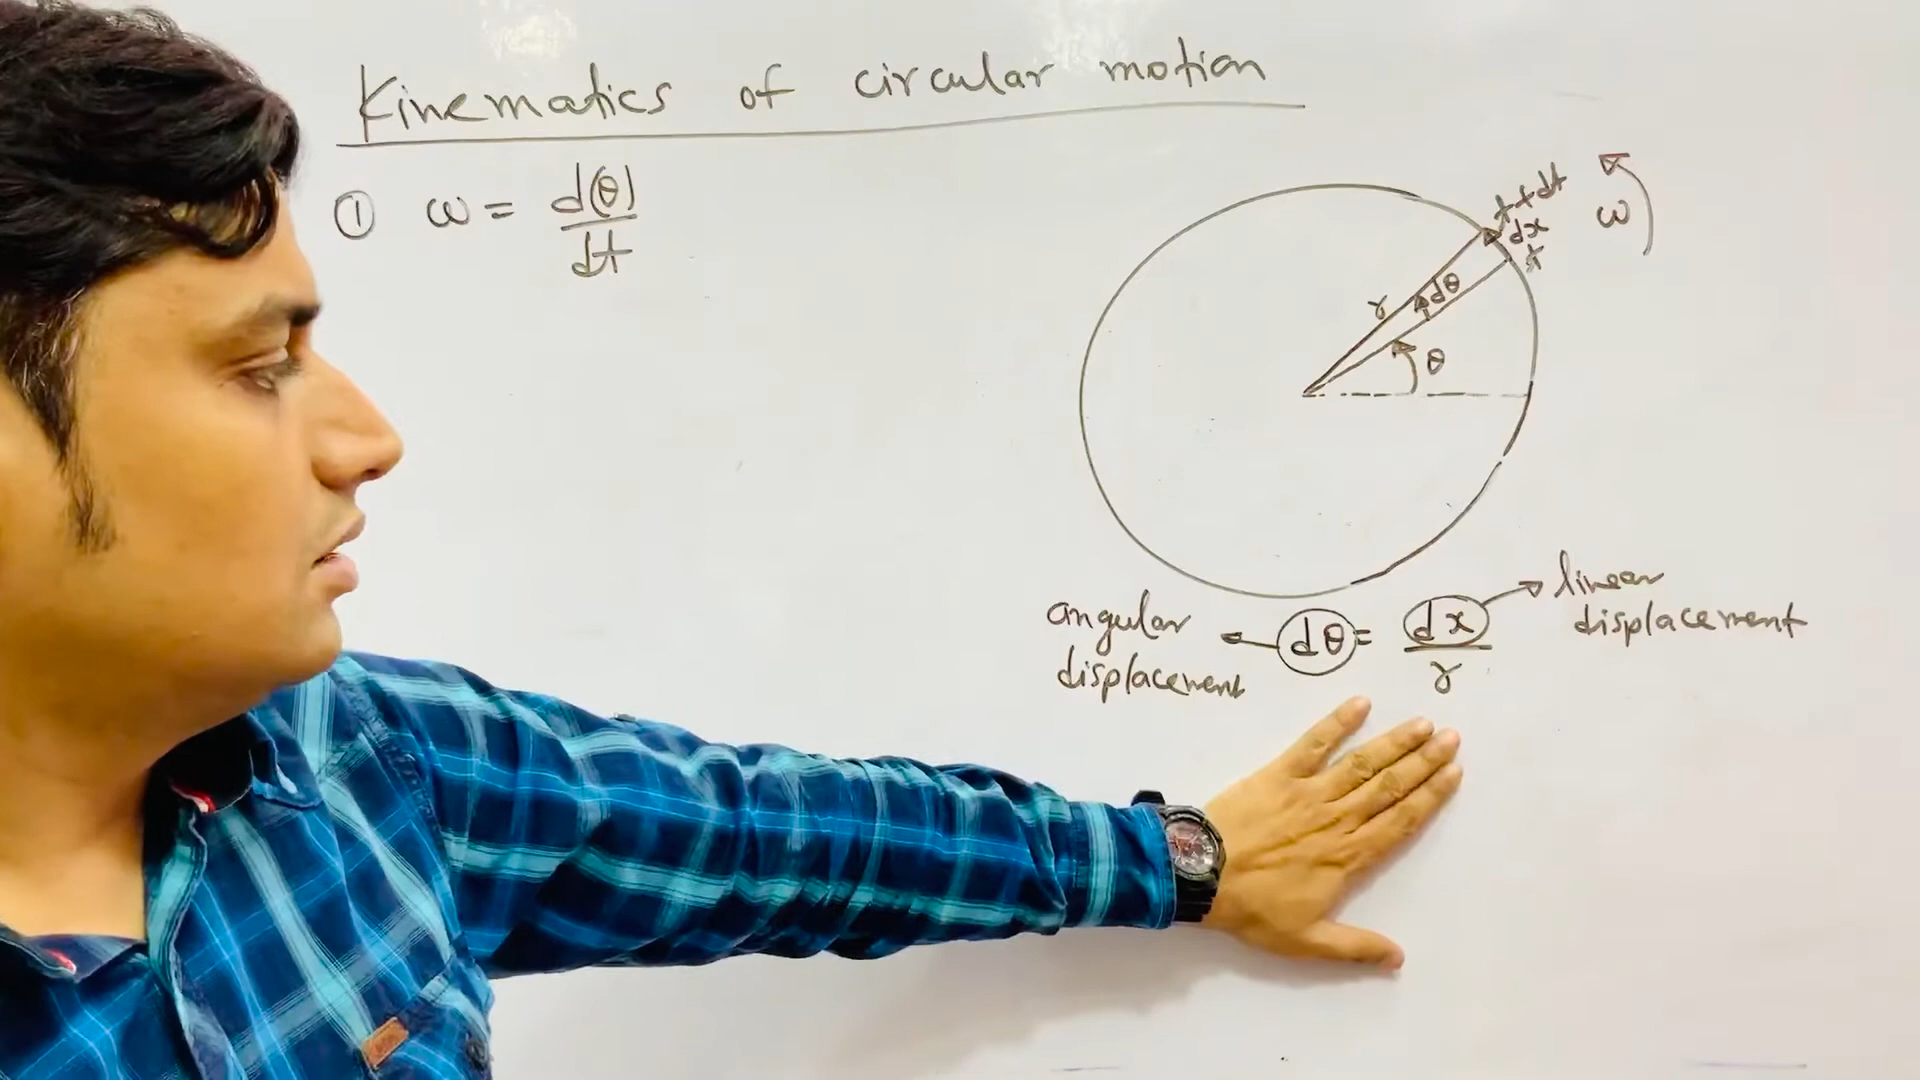 Kinematics of circular motion
① ω = d(θ)/dt
t+dt
dx
t
ω
r
dθ
θ
angular displacement
dθ = dx/r
linear displacement